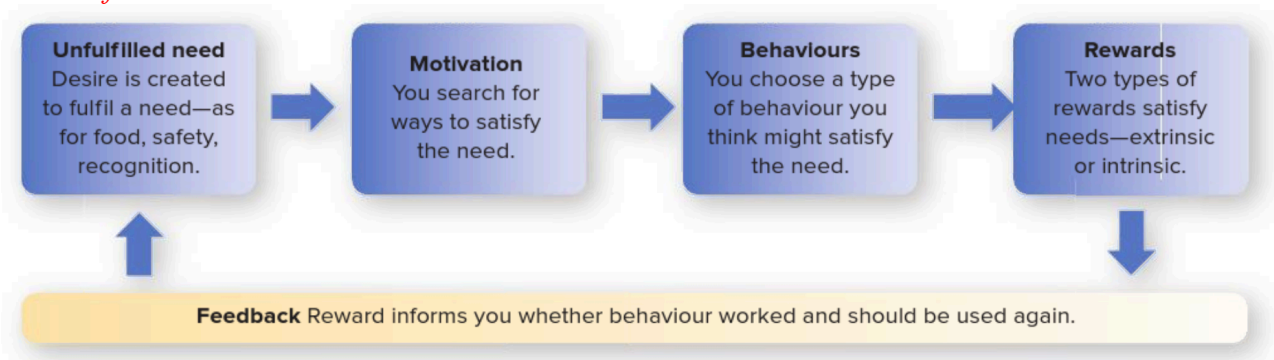 Unfulfilled need
Desire is created
to fulfil a need—as
for food, safety,
recognition.
Motivation
You search for
ways to satisfy
the need.
Behaviours
You choose a type
of behaviour you
think might satisfy
the need.
Rewards
Two types of
rewards satisfy
needs—extrinsic
or intrinsic.
Feedback Reward informs you whether behaviour worked and should be used again.